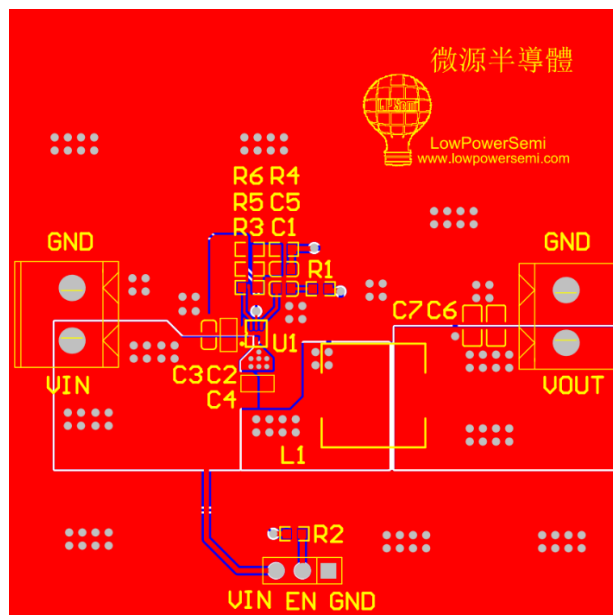 微源半導體
LPSemi
LowPowerSemi
www.lowpowersemi.com
R6 R4
R5 C5
R3 C1
GND
GND
R1
C7 C6
U1
VIN
C3 C2
VOUT
C4
L1
R2
VIN EN GND